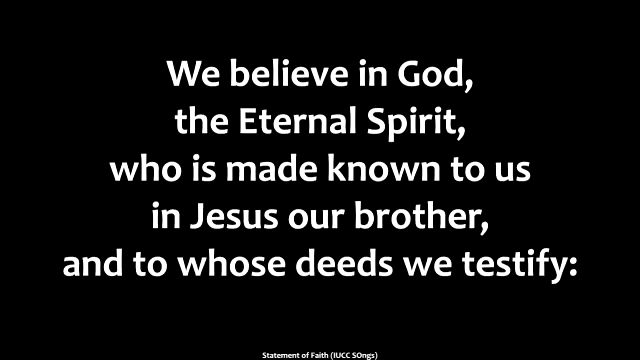 We believe in God,
the Eternal Spirit,
who is made known to us
in Jesus our brother,
and to whose deeds we testify:
Statement of Faith (IUCC SOngs)